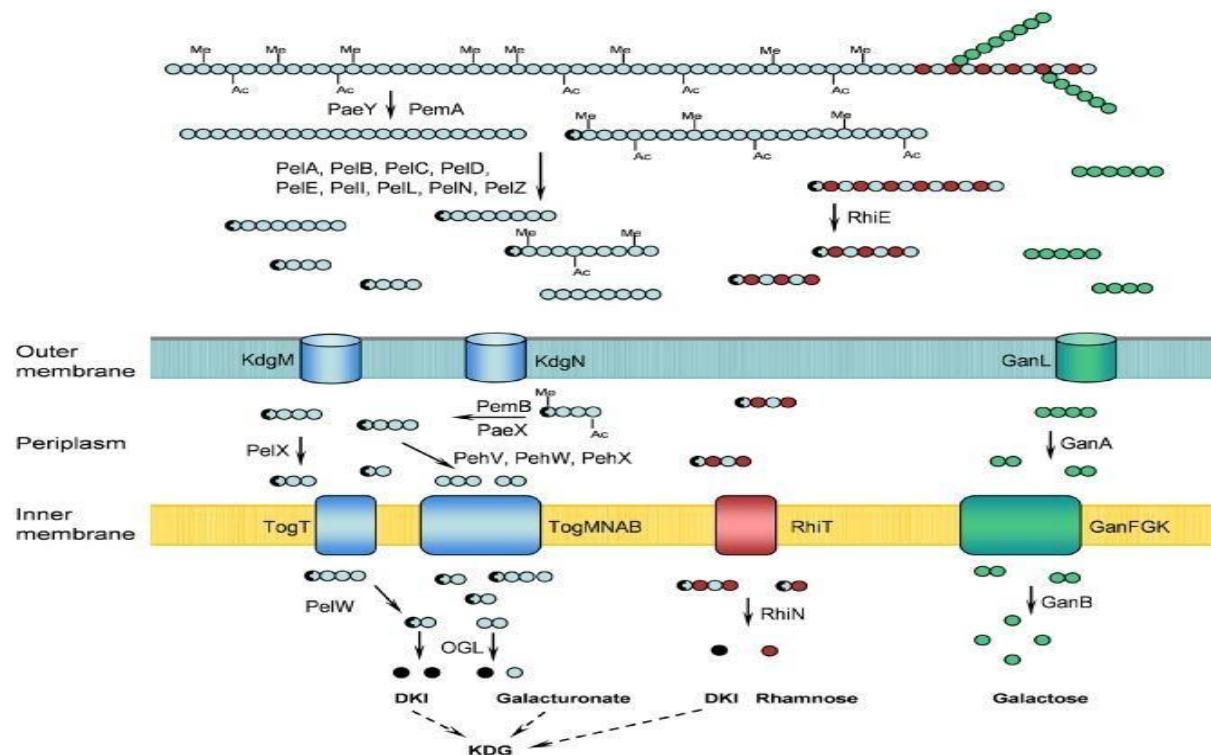 Me Me Me Me Me Me Me Me
Ac Ac Ac Ac Ac
PaeY PemA
Me Me Me
Ac Ac Ac
PelA, PelB, PelC, PelD,
PelE, PelI, PelL, PelN, PelZ
RhiE
Me Me
Ac
Outer
membrane
KdgM KdgN GanL
Me
PemB
PaeX
Ac
Periplasm
PelX
PehV, PehW, PehX
GanA
Inner
membrane
TogT TogMNAB RhiT GanFGK
PelW
RhiN
GanB
OGL
DKI Galacturonate DKI Rhamnose Galactose
KDG